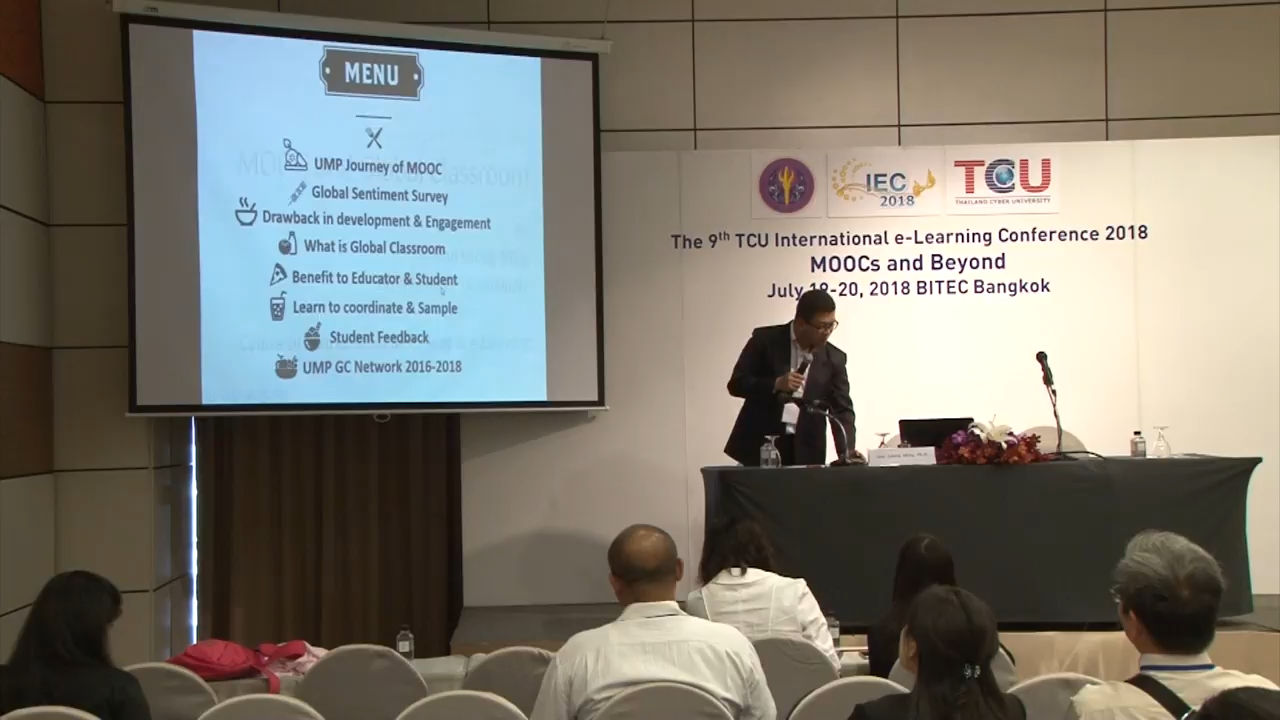 MENU
UMP Journey of MOOC
Global Sentiment Survey
Drawback in development & Engagement
What is Global Classroom
Benefit to Educator & Student
Learn to coordinate & Sample
Student Feedback
UMP GC Network 2016-2018
IEC
2018
TCU
THAILAND CYBER UNIVERSITY
The 9th TCU International e-Learning Conference 2018
MOOCs and Beyond
July 18-20, 2018 BITEC Bangkok